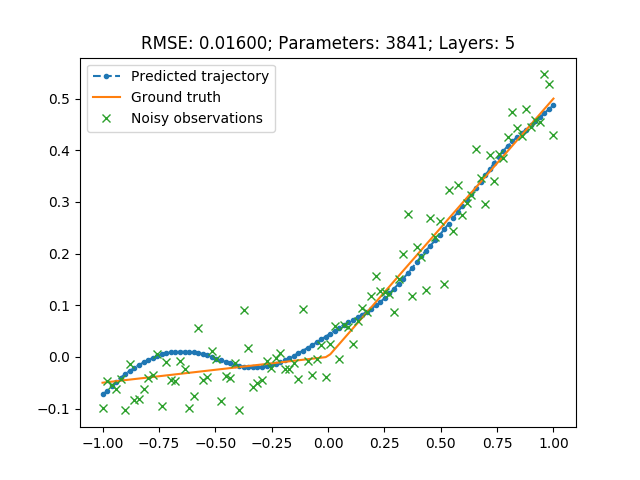 RMSE: 0.01600; Parameters: 3841; Layers: 5
Predicted trajectory
Ground truth
Noisy observations
0.5
0.4
0.3
0.2
0.1
0.0
−0.1
−1.00 −0.75 −0.50 −0.25 0.00 0.25 0.50 0.75 1.00